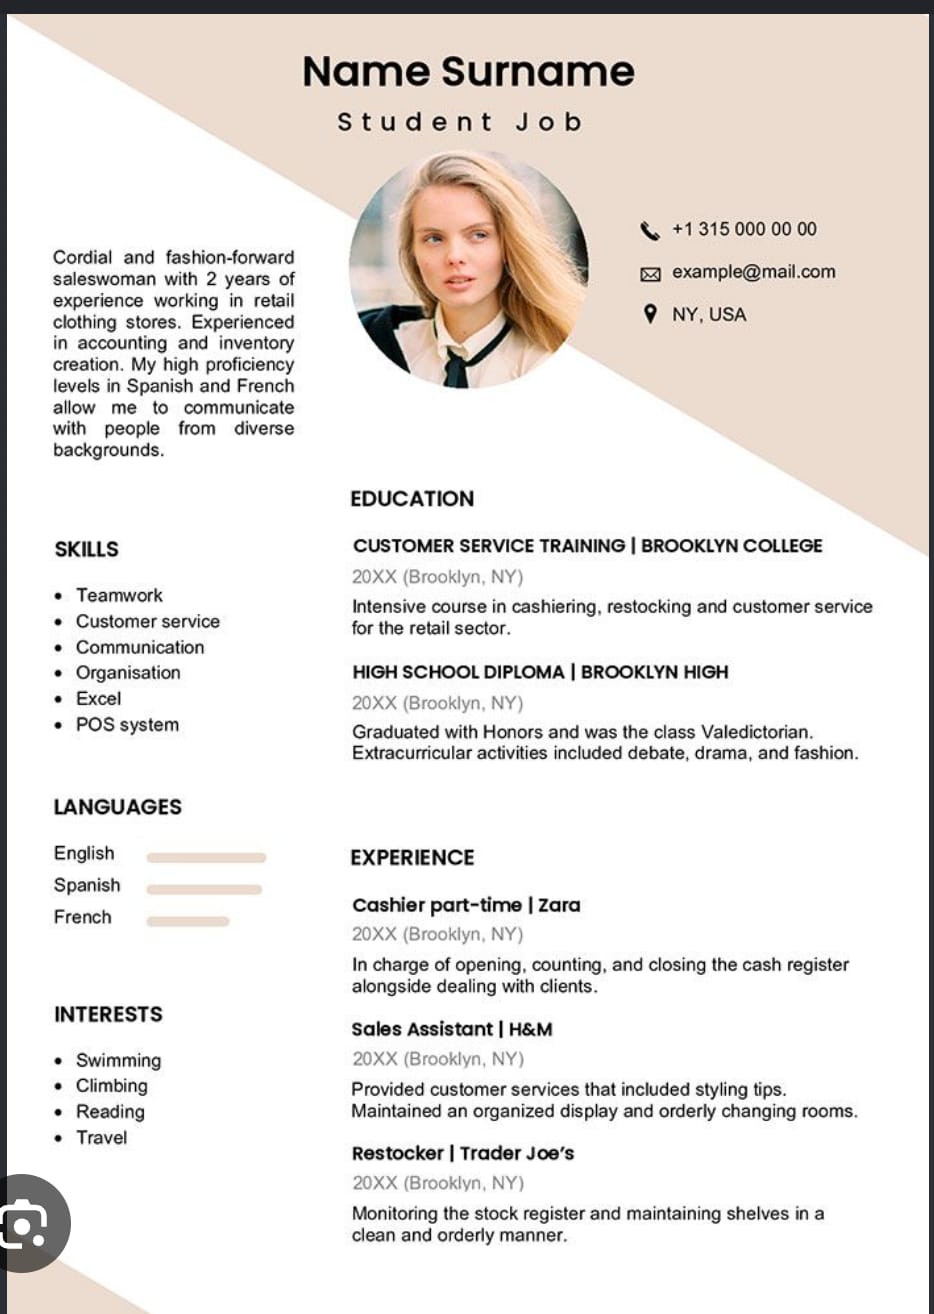 Name Surname
Student Job
+1 315 000 00 00
example@mail.com
NY, USA
Cordial and fashion-forward
saleswoman with 2 years of
experience working in retail
clothing stores. Experienced
in accounting and inventory
creation. My high proficiency
levels in Spanish and French
allow me to communicate
with people from diverse
backgrounds.
SKILLS
Teamwork
Customer service
Communication
Organisation
Excel
POS system
LANGUAGES
English
Spanish
French
INTERESTS
Swimming
Climbing
Reading
Travel
EDUCATION
CUSTOMER SERVICE TRAINING | BROOKLYN COLLEGE
20XX (Brooklyn, NY)
Intensive course in cashiering, restocking and customer service
for the retail sector.
HIGH SCHOOL DIPLOMA | BROOKLYN HIGH
20XX (Brooklyn, NY)
Graduated with Honors and was the class Valedictorian.
Extracurricular activities included debate, drama, and fashion.
EXPERIENCE
Cashier part-time | Zara
20XX (Brooklyn, NY)
In charge of opening, counting, and closing the cash register
alongside dealing with clients.
Sales Assistant | H&M
20XX (Brooklyn, NY)
Provided customer services that included styling tips.
Maintained an organized display and orderly changing rooms.
Restocker | Trader Joe's
20XX (Brooklyn, NY)
Monitoring the stock register and maintaining shelves in a
clean and orderly manner.